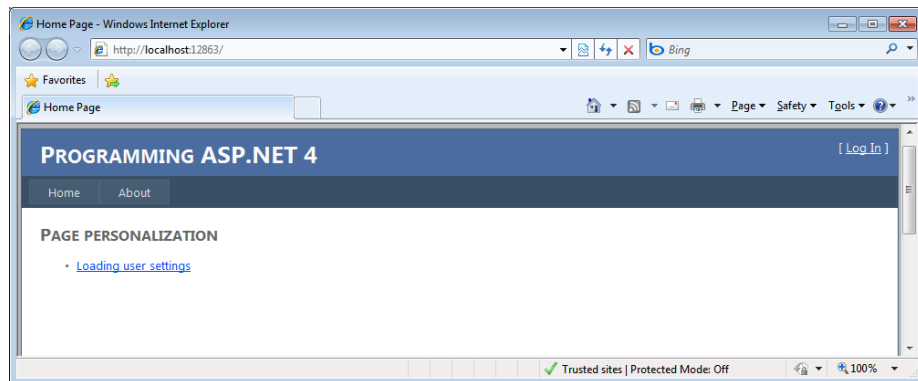 Home Page - Windows Internet Explorer
http://localhost:12863/
Bing
Favorites
Home Page
Page Safety Tools »
PROGRAMMING ASP.NET 4
[ Log In ]
Home About
PAGE PERSONALIZATION
• Loading user settings
Trusted sites | Protected Mode: Off
100%